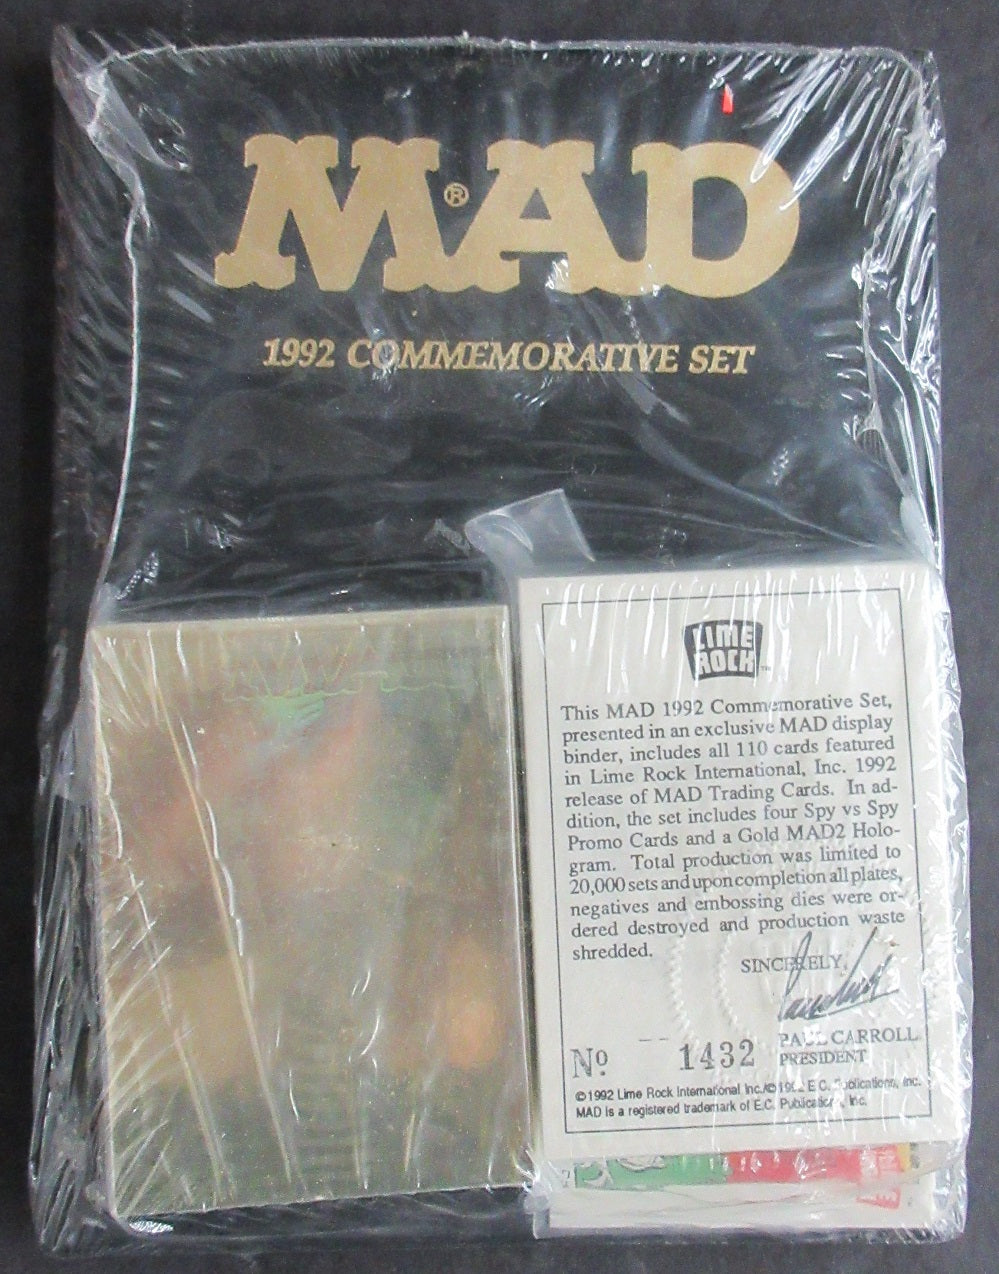 MAD®
1992 COMMEMORATIVE SET
LIME
ROCK™
This MAD 1992 Commemorative Set,
presented in an exclusive MAD display
binder, includes all 110 cards featured
in Lime Rock International, Inc. 1992
release of MAD Trading Cards. In ad-
dition, the set includes four Spy vs Spy
Promo Cards and a Gold MAD2 Holo-
gram. Total production was limited to
20,000 sets and upon completion all plates,
negatives and embossing dies were or-
dered destroyed and production waste
shredded.
SINCERELY,
PAUL CARROLL
PRESIDENT
Nº 1432
©1992 Lime Rock International Inc./© E.C. Publications, Inc.
MAD is a registered trademark of E.C. Publications, Inc.